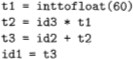 t1 = inttofloat(60)
t2 = id3 * t1
t3 = id2 + t2
id1 = t3